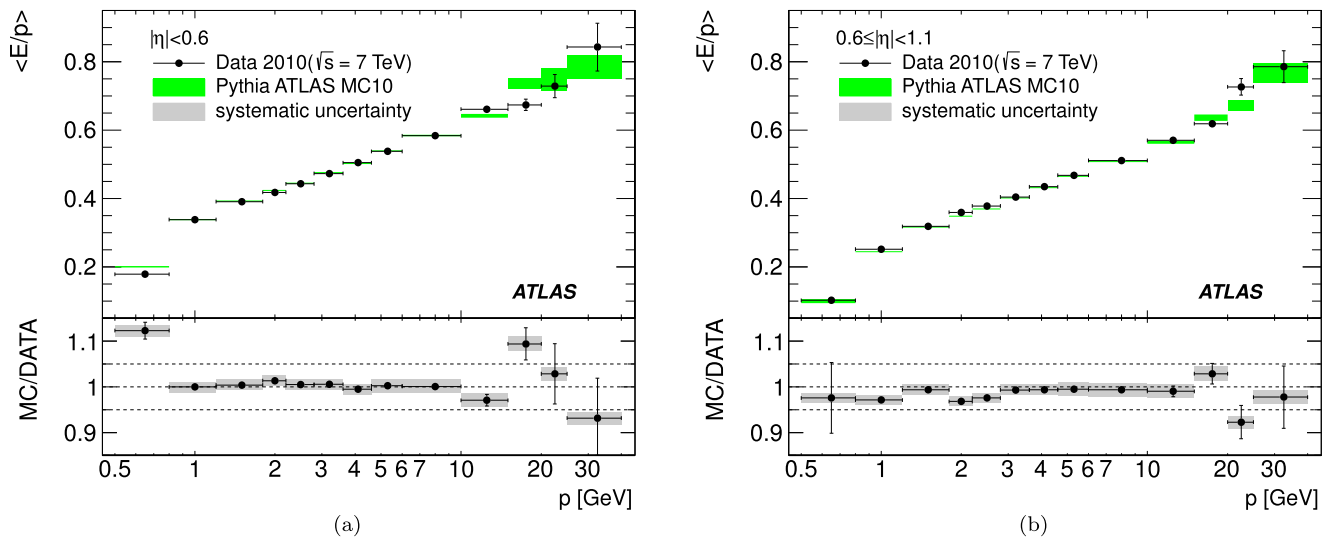 <E/p>
|η|<0.6
Data 2010(√s = 7 TeV)
Pythia ATLAS MC10
systematic uncertainty
0.8
0.6
0.4
0.2
ATLAS
MC/DATA
1.1
1
0.9
0.5 1 2 3 4 5 6 7 10 20 30
p [GeV]
(a)
<E/p>
0.6≤|η|<1.1
Data 2010(√s = 7 TeV)
Pythia ATLAS MC10
systematic uncertainty
0.8
0.6
0.4
0.2
ATLAS
MC/DATA
1.1
1
0.9
0.5 1 2 3 4 5 6 7 10 20 30
p [GeV]
(b)